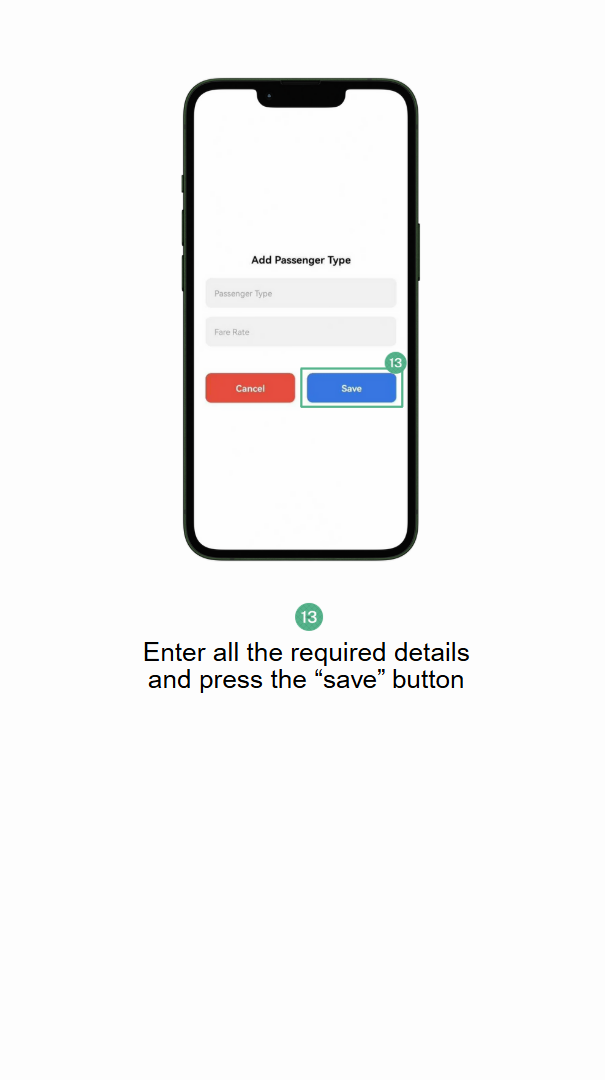 Add Passenger Type
Passenger Type
Fare Rate
13
Cancel
Save
13
Enter all the required details
and press the “save” button